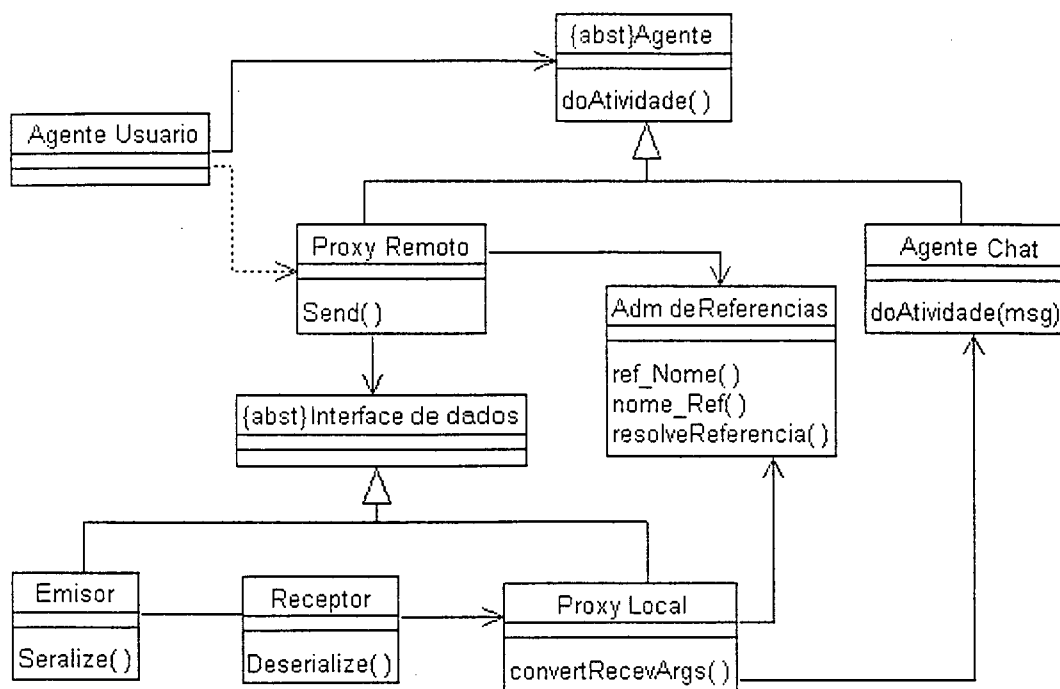 {abst}Agente
doAtividade( )
Agente Usuario
Proxy Remoto
Send( )
Agente Chat
doAtividade(msg)
Adm deReferencias
ref_Nome( )
nome_Ref( )
resolveReferencia( )
{abst}Interface de dados
Emisor
Seralize( )
Receptor
Deserialize( )
Proxy Local
convertRecevArgs( )